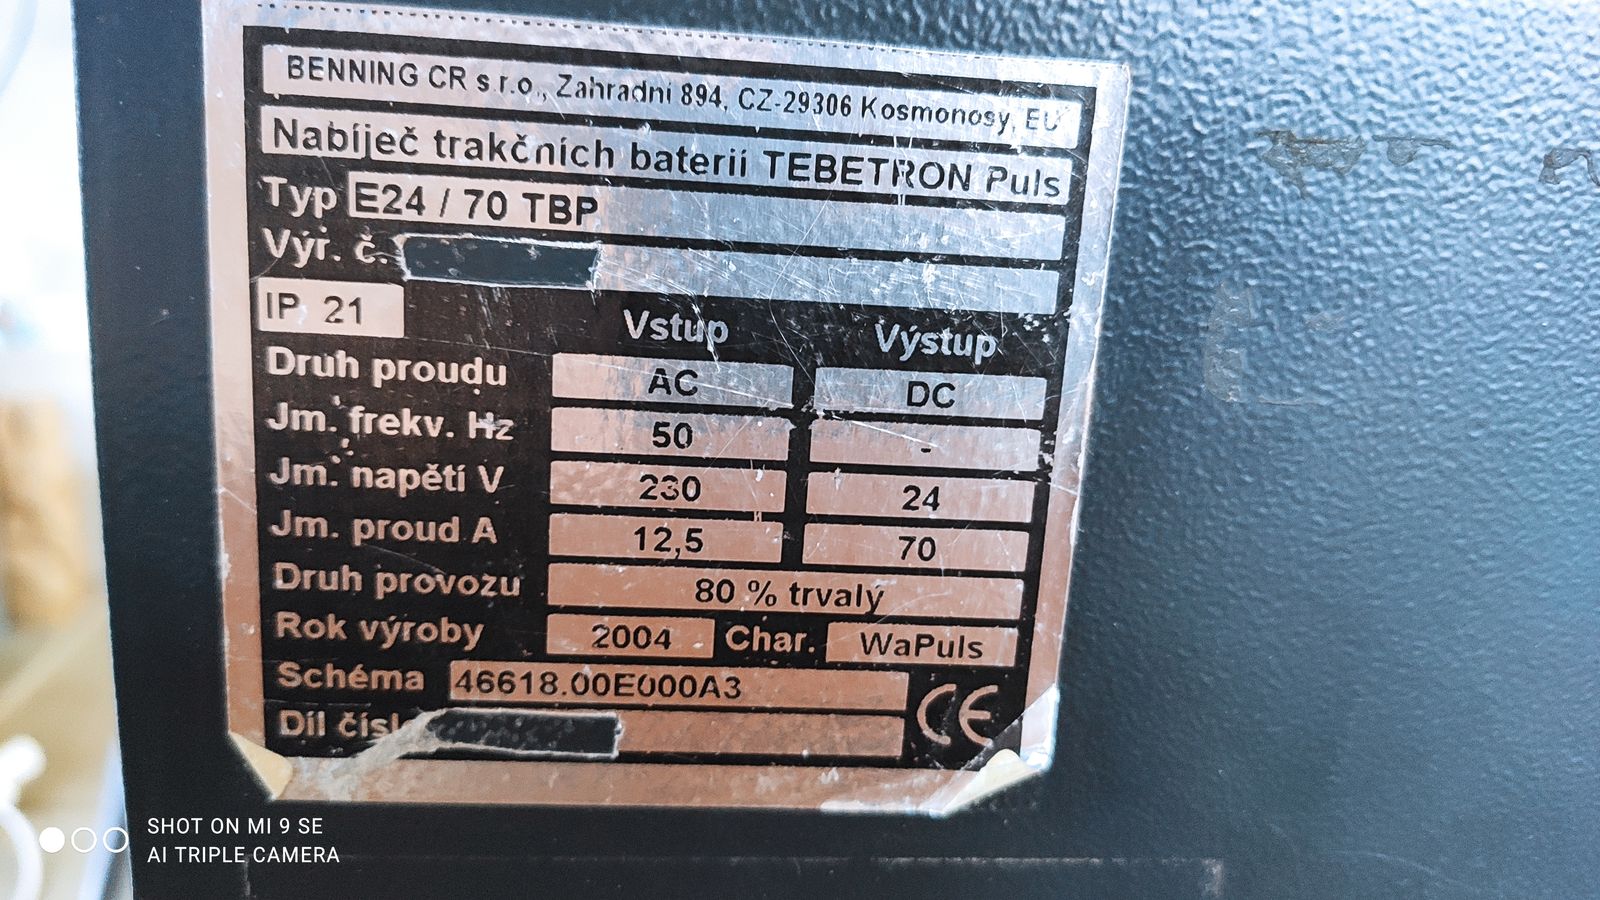 BENNING CR s.r.o., Zahradní 894, CZ-29306 Kosmonosy, EU
Nabíječ trakčních baterií TEBETRON Puls
Typ E24 / 70 TBP
Výr. č.
IP 21 Vstup Výstup
Druh proudu AC DC
Jm. frekv. Hz 50 -
Jm. napětí V 230 24
Jm. proud A 12,5 70
Druh provozu 80 % trvalý
Rok výroby 2004 Char. WaPuls
Schéma 46618.00E000A3
Díl číslo CE
SHOT ON MI 9 SE
AI TRIPLE CAMERA